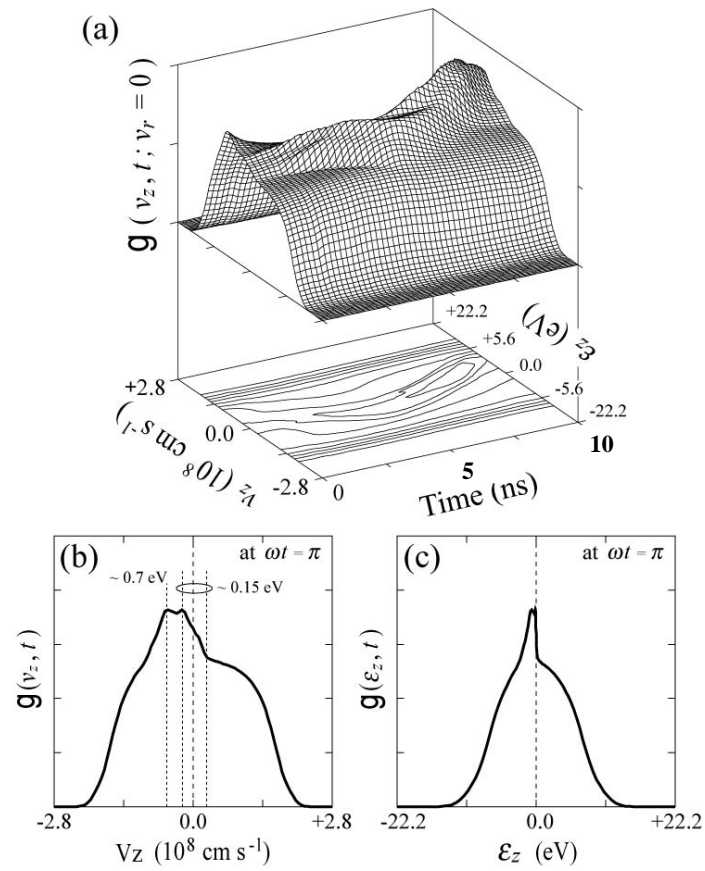 (a)
g (v_z, t ; v_r = 0)
+22.2
+5.6
0.0
-5.6
-22.2
ε_z (eV)
+2.8
0.0
-2.8
v_z (10^8 cm s^-1)
0
5
10
Time (ns)
(b)
at ωt = π
~ 0.7 eV
~ 0.15 eV
g(v_z, t)
-2.8
0.0
+2.8
V_z (10^8 cm s^-1)
(c)
at ωt = π
g(ε_z, t)
-22.2
0.0
+22.2
ε_z (eV)